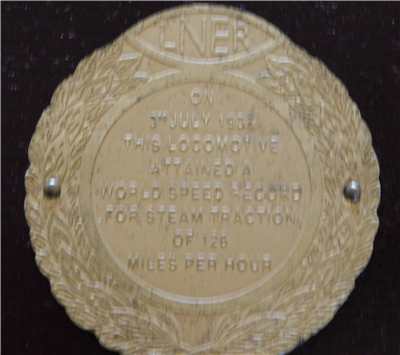 LNER
ON
3RD JULY 1938
THIS LOCOMOTIVE
ATTAINED A
WORLD SPEED RECORD
FOR STEAM TRACTION
OF 126
MILES PER HOUR